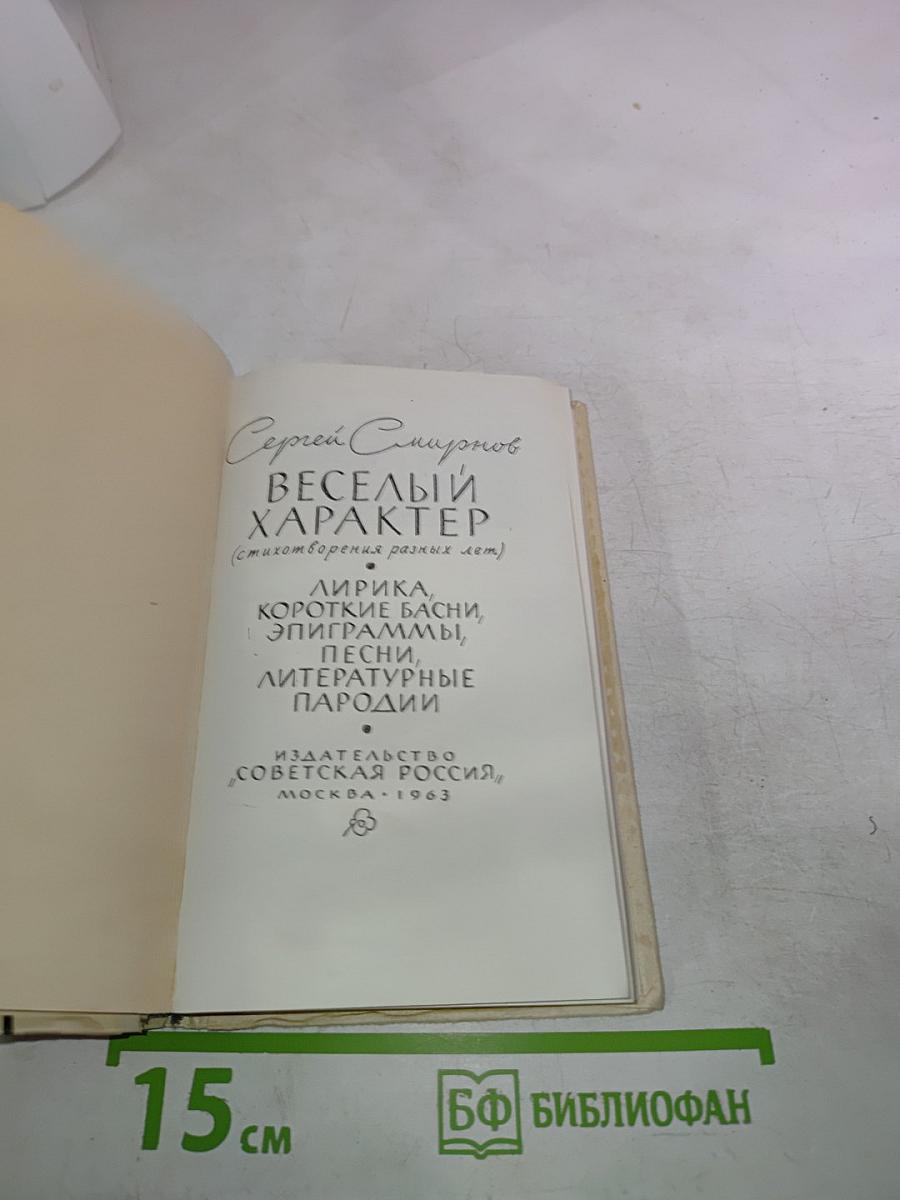 Сергей Смирнов
ВЕСЕЛЫЙ
ХАРАКТЕР
(стихотворения разных лет)
ЛИРИКА,
КОРОТКИЕ БАСНИ,
ЭПИГРАММЫ,
ПЕСНИ,
ЛИТЕРАТУРНЫЕ
ПАРОДИИ
ИЗДАТЕЛЬСТВО
„СОВЕТСКАЯ РОССИЯ„
МОСКВА · 1963
15 см
БФ БИБЛИОФАН